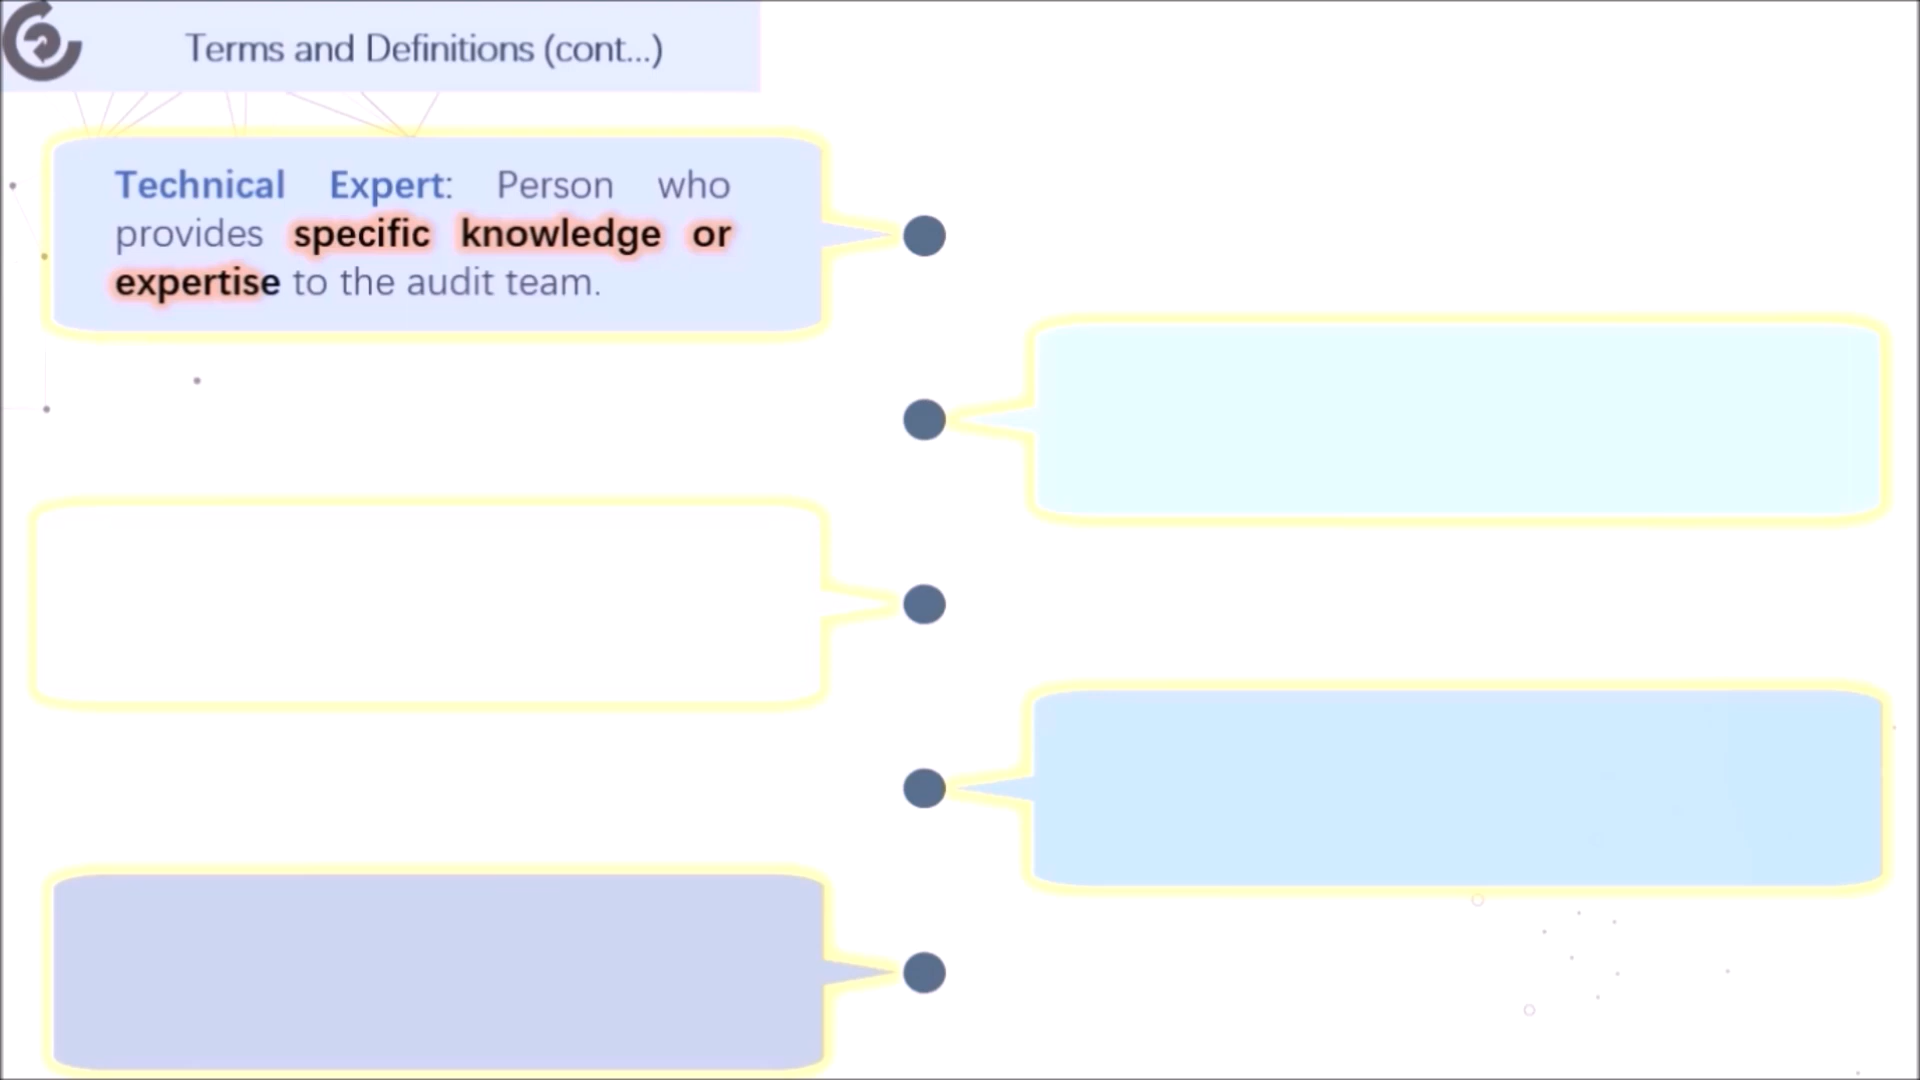 Terms and Definitions (cont...)
Technical Expert: Person who
provides specific knowledge or
expertise to the audit team.